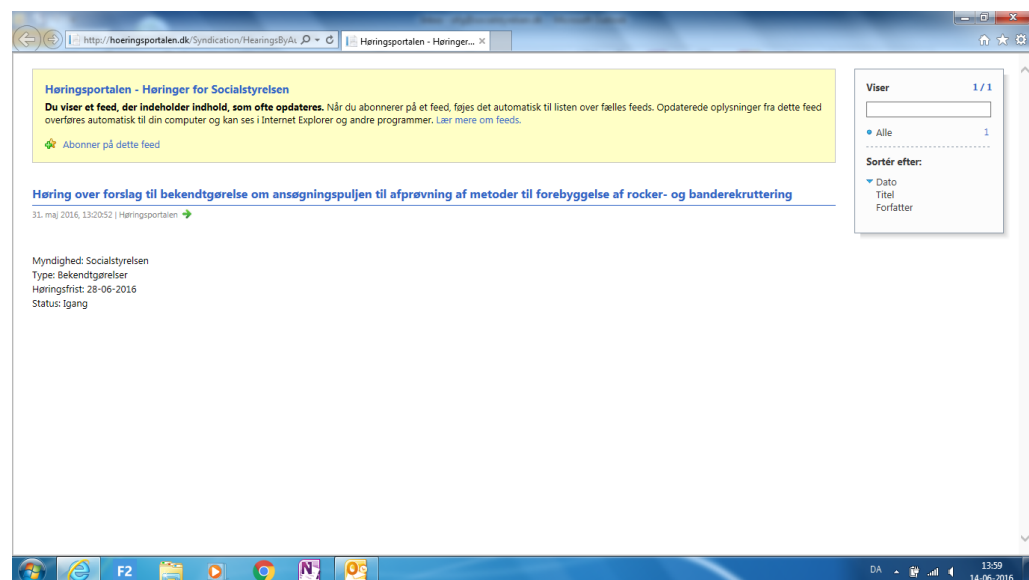 http://hoeringsportalen.dk/Syndication/HearingsByAu
Høringsportalen - Høringer...
Høringsportalen - Høringer for Socialstyrelsen
Du viser et feed, der indeholder indhold, som ofte opdateres. Når du abonnerer på et feed, føjes det automatisk til listen over fælles feeds. Opdaterede oplysninger fra dette feed
overføres automatisk til din computer og kan ses i Internet Explorer og andre programmer. Lær mere om feeds.
Abonner på dette feed
Høring over forslag til bekendtgørelse om ansøgningspuljen til afprøvning af metoder til forebyggelse af rocker- og banderekruttering
31. maj 2016, 13:20:52 | Høringsportalen
Myndighed: Socialstyrelsen
Type: Bekendtgørelser
Høringsfrist: 28-06-2016
Status: Igang
Viser 1 / 1
Alle 1
Sortér efter:
Dato
Titel
Forfatter
F2
DA
13:59
14-06-2016